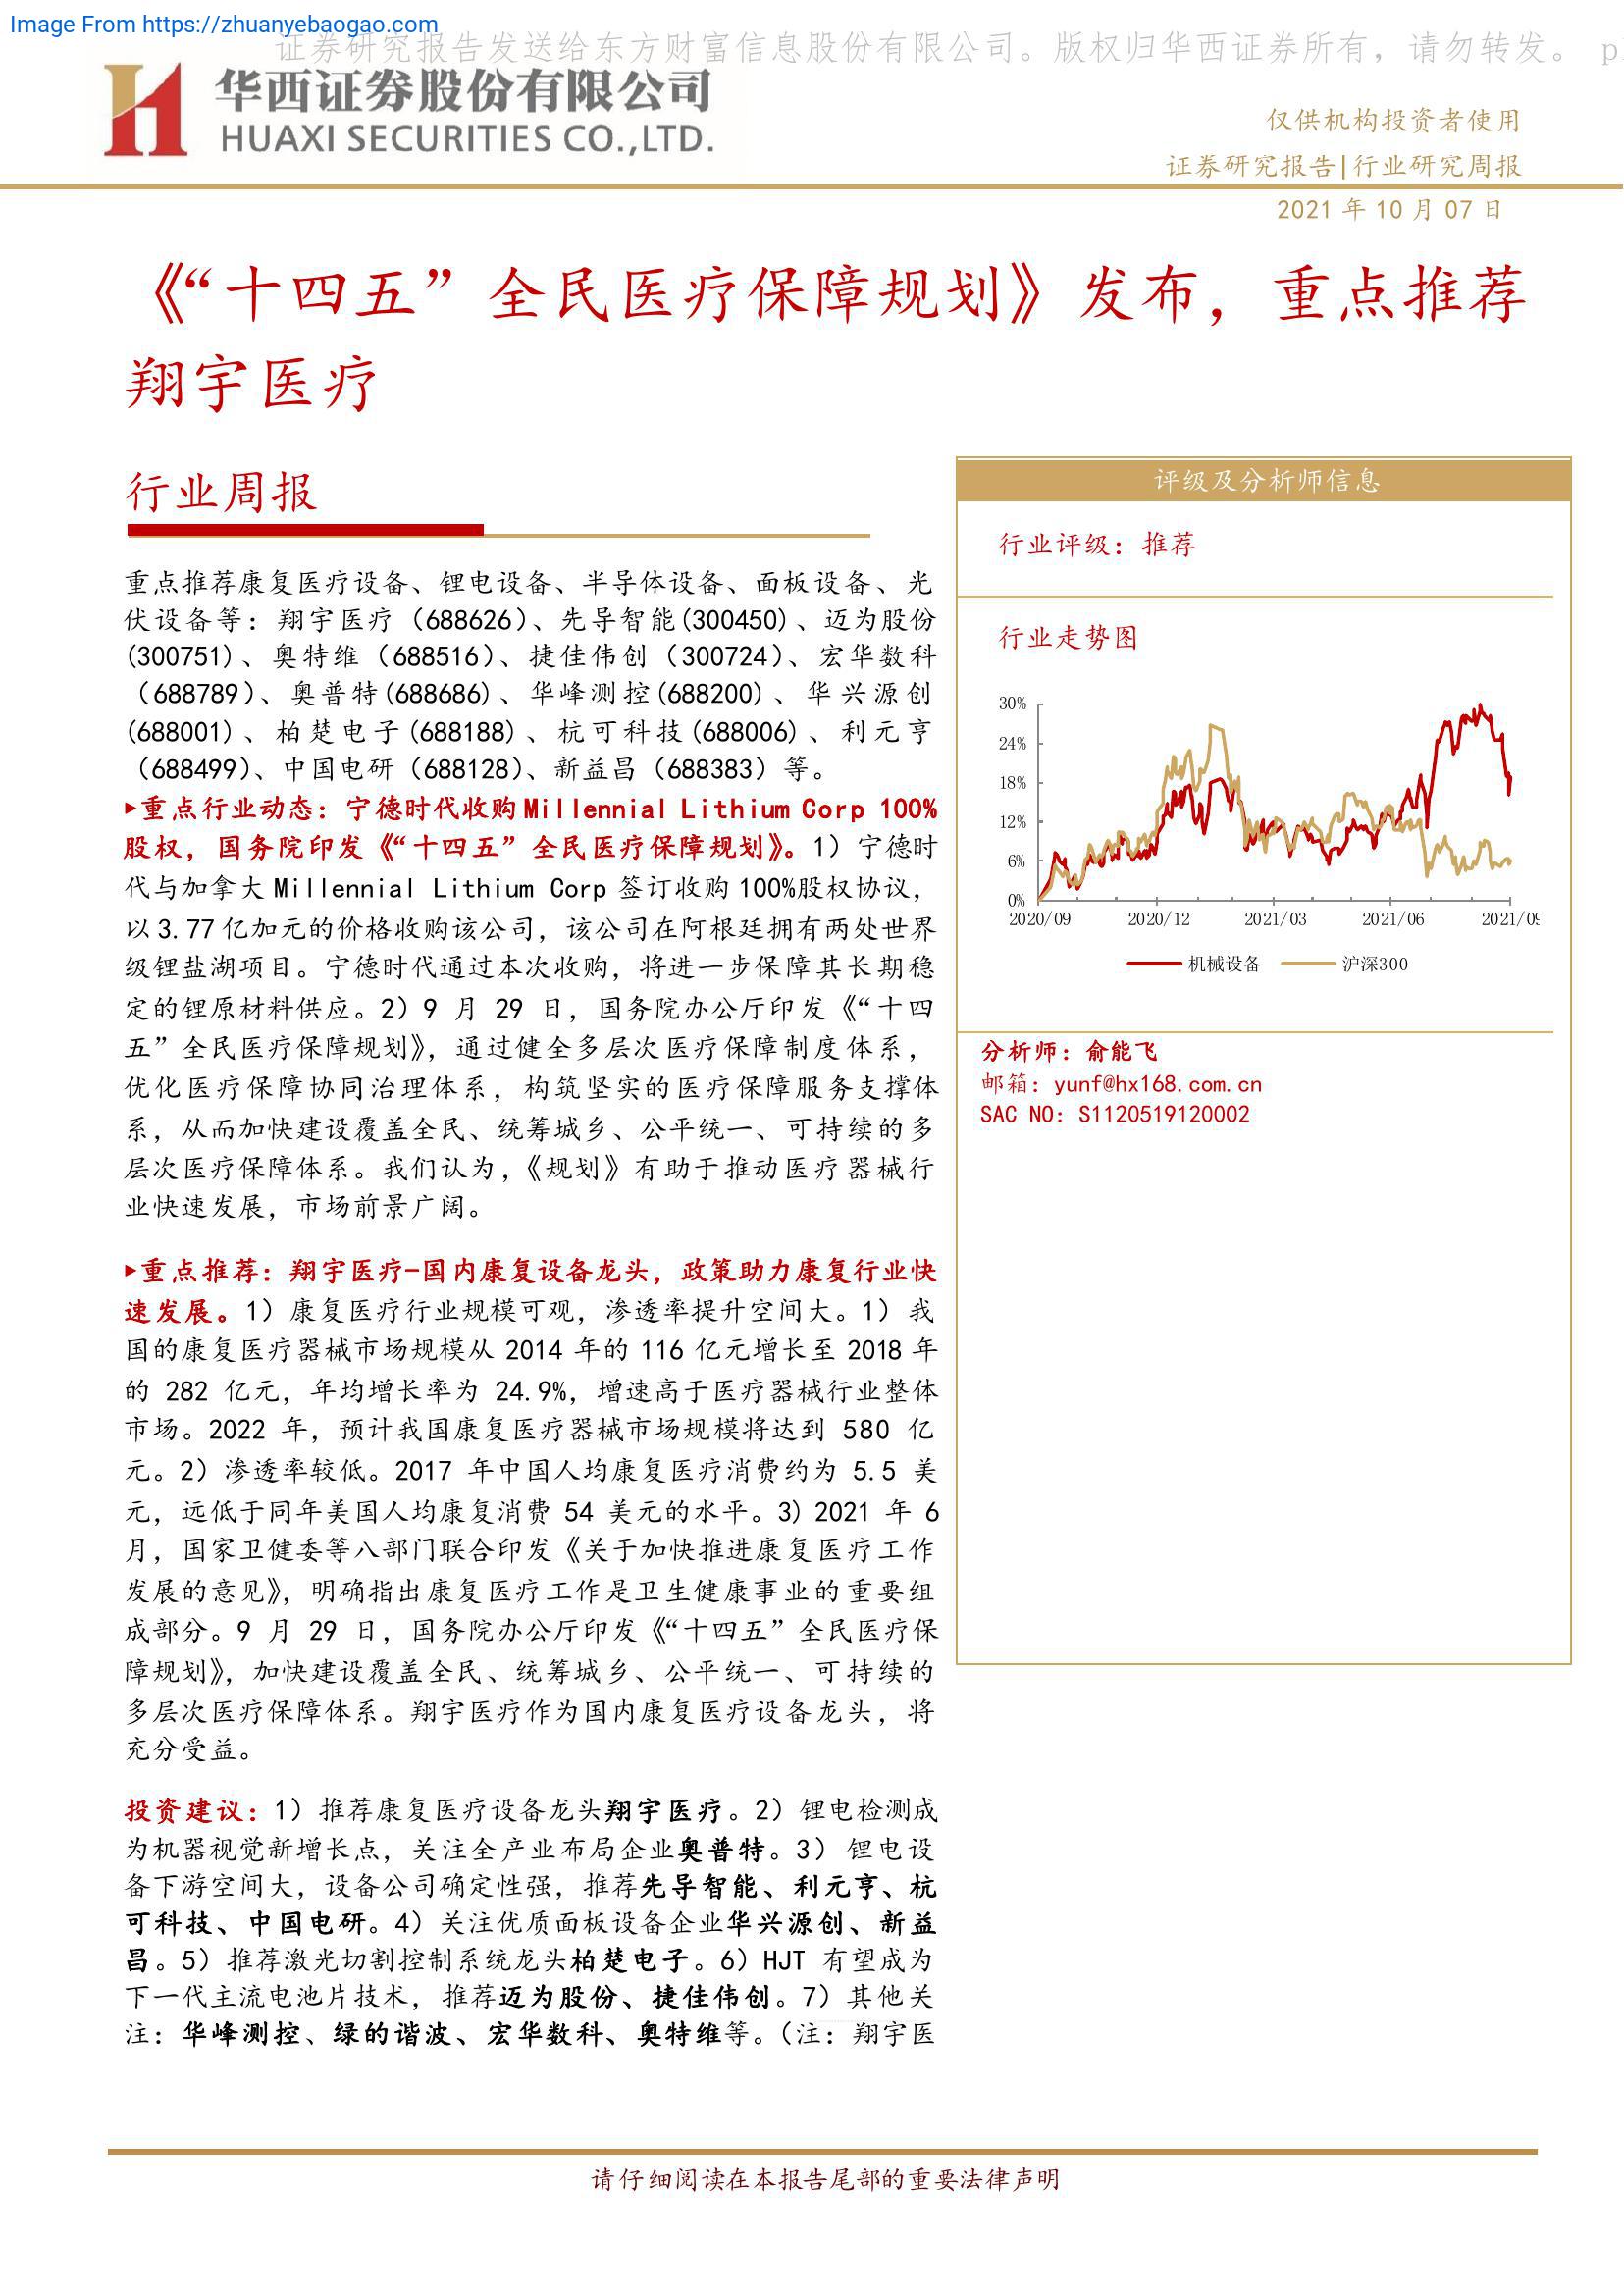 Image From https://zhuanyebaogao.com
证券研究报告发送给东方财富信息股份有限公司。版权归华西证券所有，请勿转发。 p
华西证券股份有限公司
HUAXI SECURITIES CO.,LTD.
仅供机构投资者使用
证券研究报告|行业研究周报
2021 年 10 月 07 日
《“十四五”全民医疗保障规划》发布，重点推荐
翔宇医疗
行业周报
重点推荐康复医疗设备、锂电设备、半导体设备、面板设备、光
伏设备等：翔宇医疗（688626）、先导智能(300450)、迈为股份
(300751)、奥特维（688516）、捷佳伟创（300724）、宏华数科
（688789）、奥普特(688686)、华峰测控(688200)、华兴源创
(688001)、柏楚电子(688188)、杭可科技(688006)、利元亨
（688499）、中国电研（688128）、新益昌（688383）等。
▸重点行业动态：宁德时代收购 Millennial Lithium Corp 100%
股权，国务院印发《“十四五”全民医疗保障规划》。1）宁德时
代与加拿大 Millennial Lithium Corp 签订收购 100%股权协议，
以 3.77 亿加元的价格收购该公司，该公司在阿根廷拥有两处世界
级锂盐湖项目。宁德时代通过本次收购，将进一步保障其长期稳
定的锂原材料供应。2）9 月 29 日，国务院办公厅印发《“十四
五”全民医疗保障规划》，通过健全多层次医疗保障制度体系，
优化医疗保障协同治理体系，构筑坚实的医疗保障服务支撑体
系，从而加快建设覆盖全民、统筹城乡、公平统一、可持续的多
层次医疗保障体系。我们认为，《规划》有助于推动医疗器械行
业快速发展，市场前景广阔。
▸重点推荐：翔宇医疗-国内康复设备龙头，政策助力康复行业快
速发展。1）康复医疗行业规模可观，渗透率提升空间大。1）我
国的康复医疗器械市场规模从 2014 年的 116 亿元增长至 2018 年
的 282 亿元，年均增长率为 24.9%，增速高于医疗器械行业整体
市场。2022 年，预计我国康复医疗器械市场规模将达到 580 亿
元。2）渗透率较低。2017 年中国人均康复医疗消费约为 5.5 美
元，远低于同年美国人均康复消费 54 美元的水平。3）2021 年 6
月，国家卫健委等八部门联合印发《关于加快推进康复医疗工作
发展的意见》，明确指出康复医疗工作是卫生健康事业的重要组
成部分。9 月 29 日，国务院办公厅印发《“十四五”全民医疗保
障规划》，加快建设覆盖全民、统筹城乡、公平统一、可持续的
多层次医疗保障体系。翔宇医疗作为国内康复医疗设备龙头，将
充分受益。
投资建议：1）推荐康复医疗设备龙头翔宇医疗。2）锂电检测成
为机器视觉新增长点，关注全产业布局企业奥普特。3）锂电设
备下游空间大，设备公司确定性强，推荐先导智能、利元亨、杭
可科技、中国电研。4）关注优质面板设备企业华兴源创、新益
昌。5）推荐激光切割控制系统龙头柏楚电子。6）HJT 有望成为
下一代主流电池片技术，推荐迈为股份、捷佳伟创。7）其他关
注：华峰测控、绿的谐波、宏华数科、奥特维等。（注：翔宇医
评级及分析师信息
行业评级：推荐
行业走势图
30%
24%
18%
12%
6%
0%
2020/09 2020/12 2021/03 2021/06 2021/09
机械设备 沪深300
分析师：俞能飞
邮箱：yunf@hx168.com.cn
SAC NO：S1120519120002
请仔细阅读在本报告尾部的重要法律声明